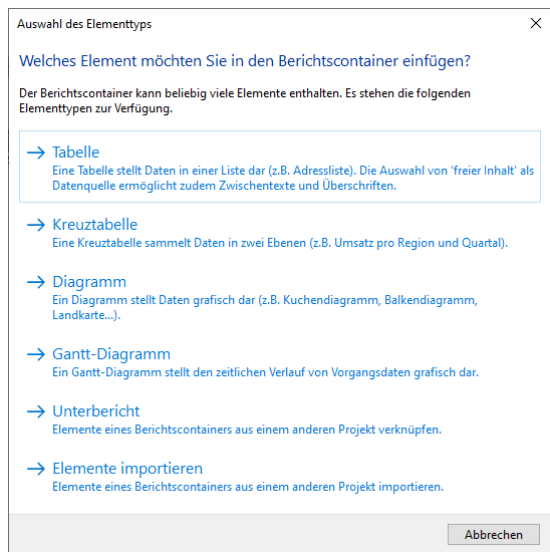 Auswahl des Elementtyps
Welches Element möchten Sie in den Berichtscontainer einfügen?
Der Berichtscontainer kann beliebig viele Elemente enthalten. Es stehen die folgenden
Elementtypen zur Verfügung.
Tabelle
Eine Tabelle stellt Daten in einer Liste dar (z.B. Adressliste). Die Auswahl von 'freier Inhalt' als
Datenquelle ermöglicht zudem Zwischentexte und Überschriften.
Kreuztabelle
Eine Kreuztabelle sammelt Daten in zwei Ebenen (z.B. Umsatz pro Region und Quartal).
Diagramm
Ein Diagramm stellt Daten grafisch dar (z.B. Kuchendiagramm, Balkendiagramm,
Landkarte...).
Gantt-Diagramm
Ein Gantt-Diagramm stellt den zeitlichen Verlauf von Vorgangsdaten grafisch dar.
Unterbericht
Elemente eines Berichtscontainers aus einem anderen Projekt verknüpfen.
Elemente importieren
Elemente eines Berichtscontainers aus einem anderen Projekt importieren.
Abbrechen